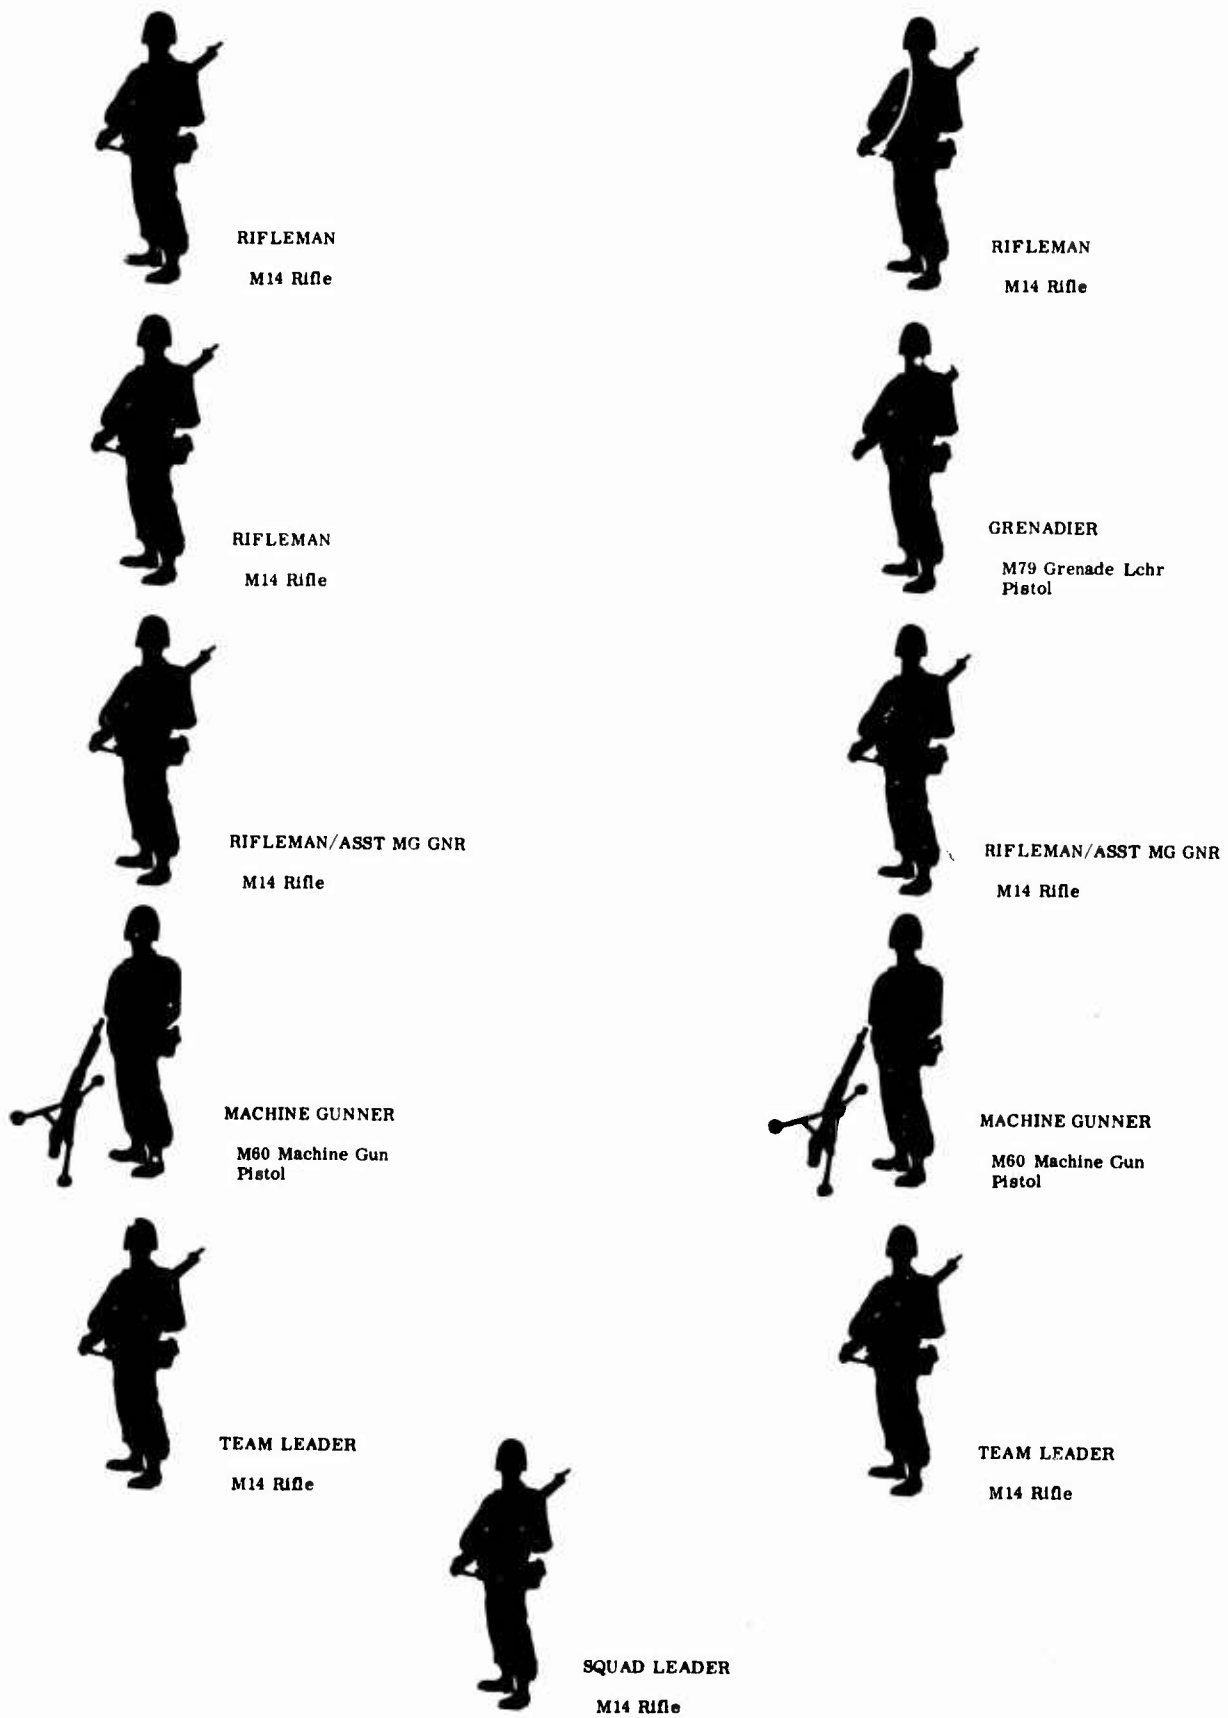 RIFLEMAN
M14 Rifle
RIFLEMAN
M14 Rifle
RIFLEMAN
M14 Rifle
GRENADIER
M79 Grenade Lchr
Pistol
RIFLEMAN/ASST MG GNR
M14 Rifle
RIFLEMAN/ASST MG GNR
M14 Rifle
MACHINE GUNNER
M60 Machine Gun
Pistol
MACHINE GUNNER
M60 Machine Gun
Pistol
TEAM LEADER
M14 Rifle
TEAM LEADER
M14 Rifle
SQUAD LEADER
M14 Rifle